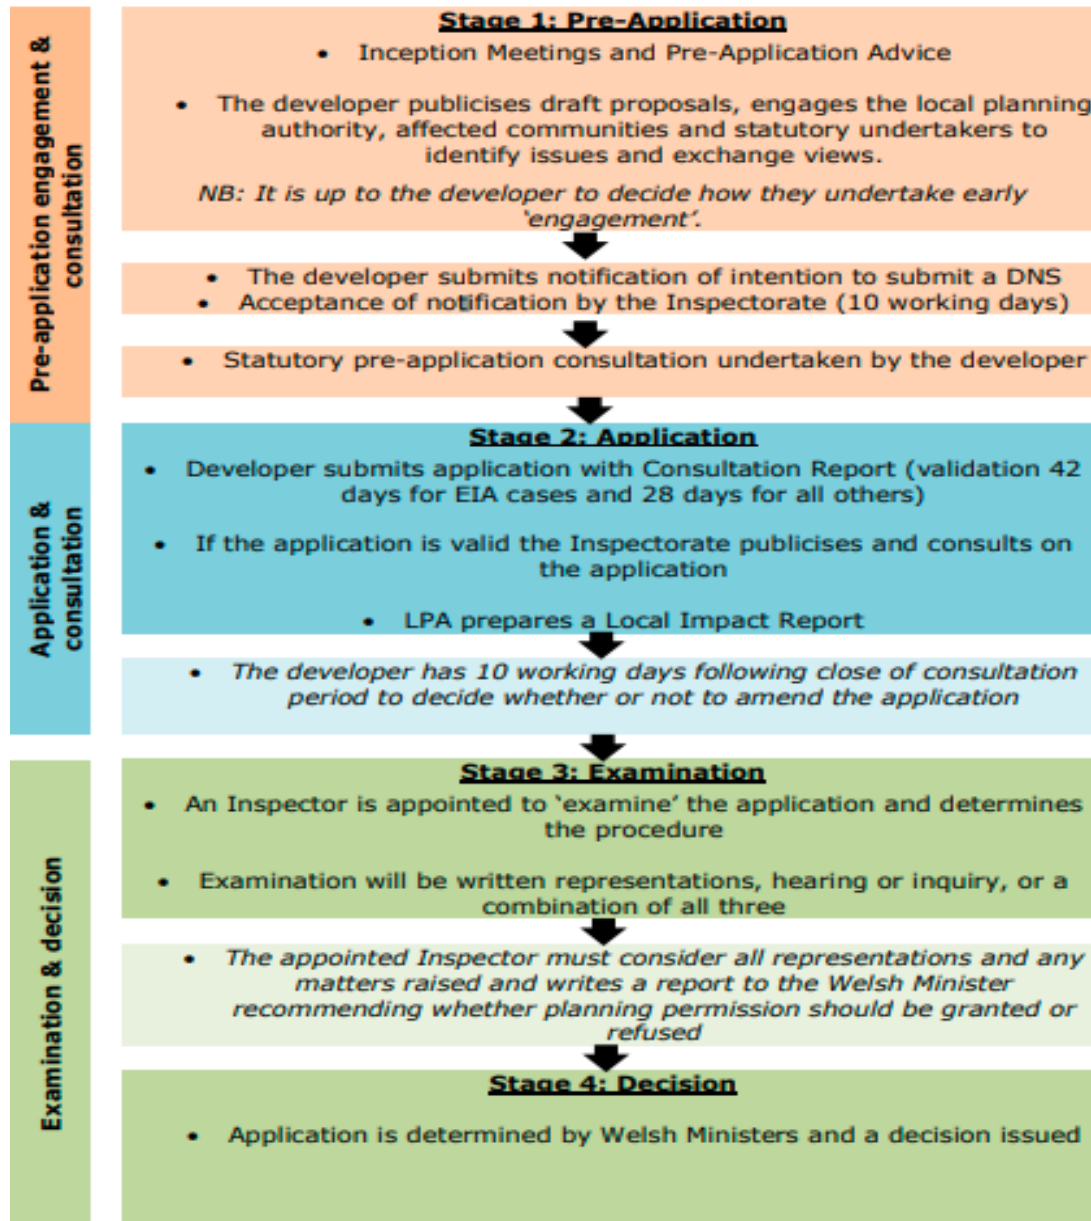 Pre-application engagement &
consultation
Stage 1: Pre-Application
• Inception Meetings and Pre-Application Advice
• The developer publicises draft proposals, engages the local planning
authority, affected communities and statutory undertakers to
identify issues and exchange views.
NB: It is up to the developer to decide how they undertake early
‘engagement’.
• The developer submits notification of intention to submit a DNS
• Acceptance of notification by the Inspectorate (10 working days)
• Statutory pre-application consultation undertaken by the developer
Application &
consultation
Stage 2: Application
• Developer submits application with Consultation Report (validation 42
days for EIA cases and 28 days for all others)
• If the application is valid the Inspectorate publicises and consults on
the application
• LPA prepares a Local Impact Report
• The developer has 10 working days following close of consultation
period to decide whether or not to amend the application
Examination & decision
Stage 3: Examination
• An Inspector is appointed to ‘examine’ the application and determines
the procedure
• Examination will be written representations, hearing or inquiry, or a
combination of all three
• The appointed Inspector must consider all representations and any
matters raised and writes a report to the Welsh Minister
recommending whether planning permission should be granted or
refused
Stage 4: Decision
• Application is determined by Welsh Ministers and a decision issued